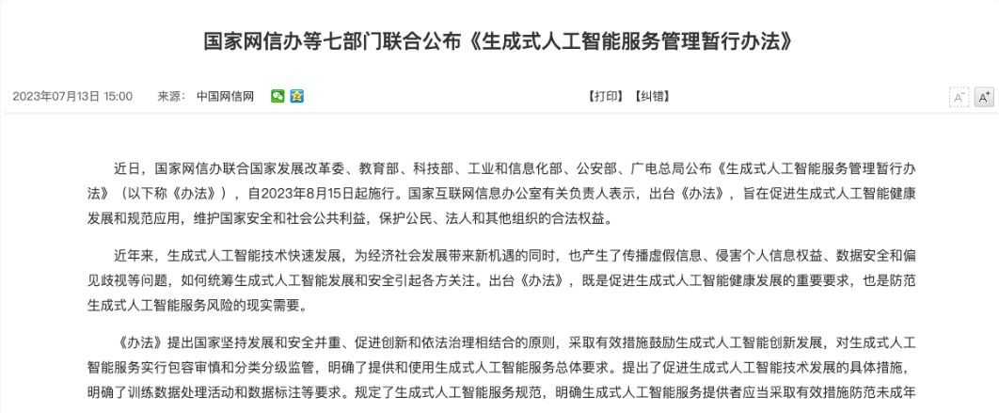 国家网信办等七部门联合公布《生成式人工智能服务管理暂行办法》
2023年07月13日 15:00 来源： 中国网信网 【打印】【纠错】 A- A+
近日，国家网信办联合国家发展改革委、教育部、科技部、工业和信息化部、公安部、广电总局公布《生成式人工智能服务管理暂行办
法》（以下称《办法》），自2023年8月15日起施行。国家互联网信息办公室有关负责人表示，出台《办法》，旨在促进生成式人工智能健康
发展和规范应用，维护国家安全和社会公共利益，保护公民、法人和其他组织的合法权益。
近年来，生成式人工智能技术快速发展，为经济社会发展带来新机遇的同时，也产生了传播虚假信息、侵害个人信息权益、数据安全和偏
见歧视等问题，如何统筹生成式人工智能发展和安全引起各方关注。出台《办法》，既是促进生成式人工智能健康发展的重要要求，也是防范
生成式人工智能服务风险的现实需要。
《办法》提出国家坚持发展和安全并重、促进创新和依法治理相结合的原则，采取有效措施鼓励生成式人工智能创新发展，对生成式人工
智能服务实行包容审慎和分类分级监管，明确了提供和使用生成式人工智能服务总体要求。提出了促进生成式人工智能技术发展的具体措施，
明确了训练数据处理活动和数据标注等要求。规定了生成式人工智能服务规范，明确生成式人工智能服务提供者应当采取有效措施防范未成年